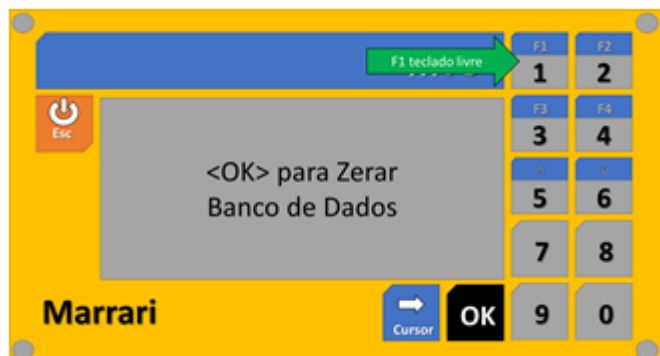 F1 teclado livre
F1
F2
1
2
Esc
F3
F4
3
4
<OK> para Zerar
Banco de Dados
5
6
7
8
Marrari
Cursor
OK
9
0